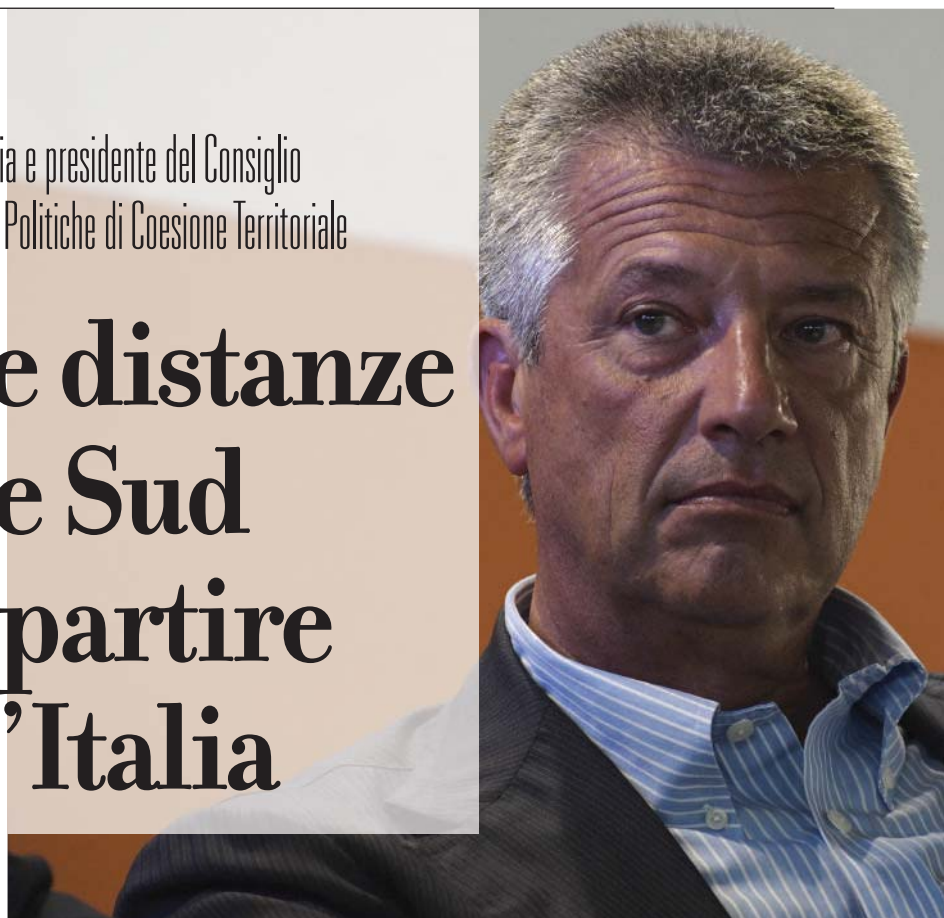 ia e presidente del Consiglio
Politiche di Coesione Territoriale
e distanze
e Sud
partire
’Italia